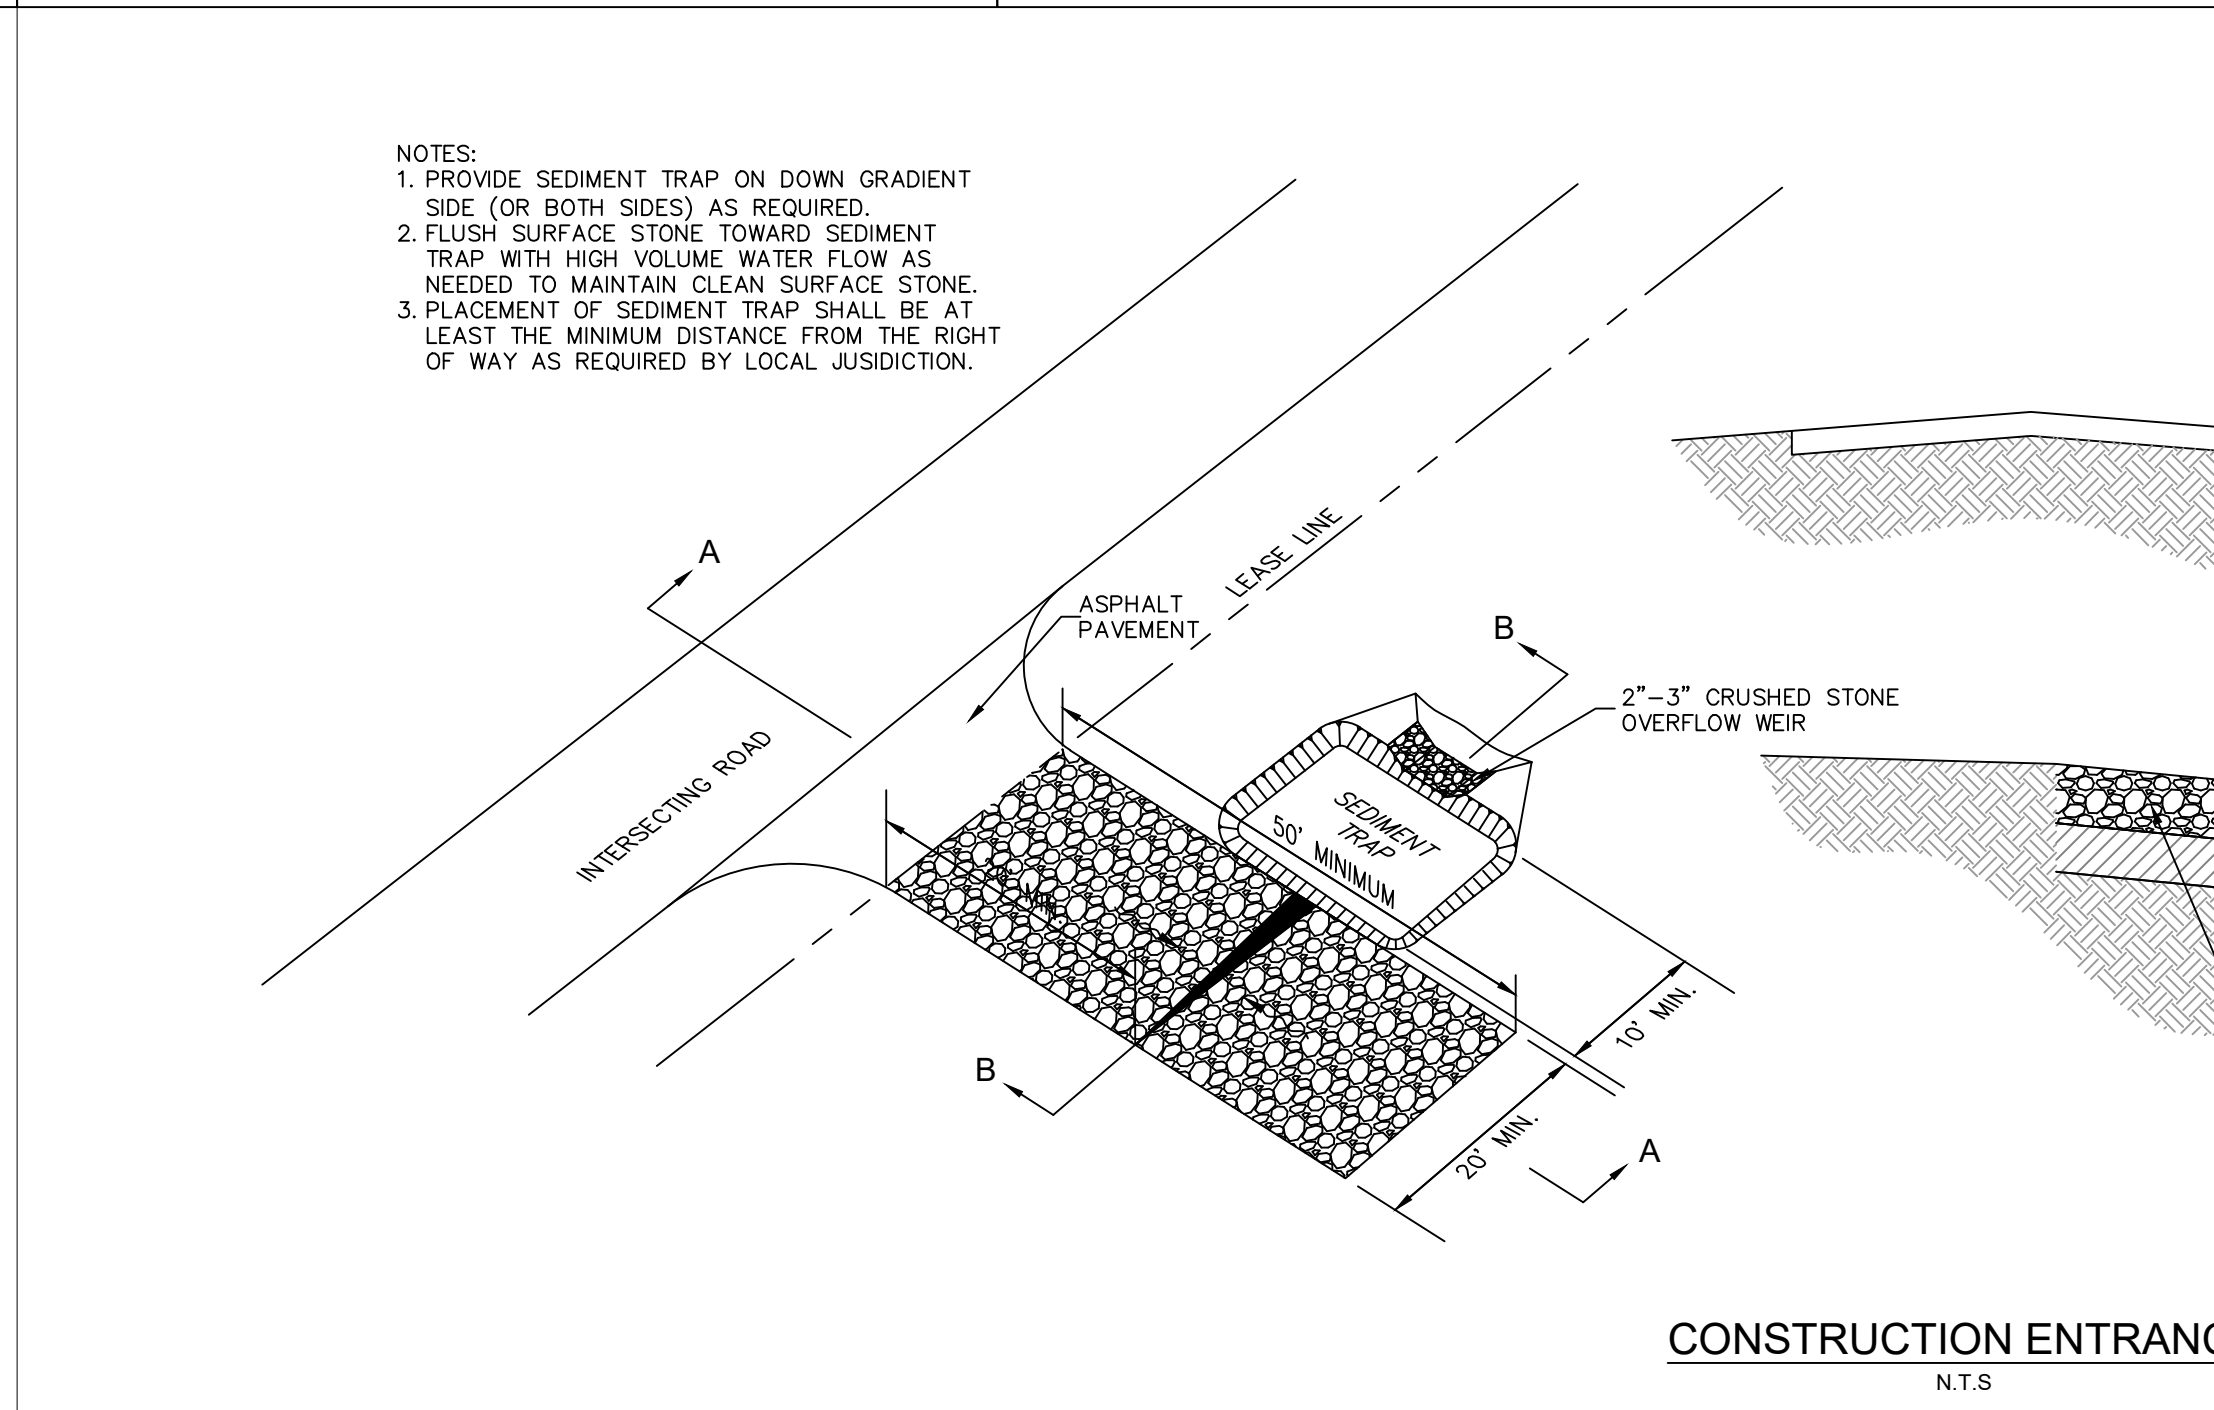 NOTES:
1. PROVIDE SEDIMENT TRAP ON DOWN GRADIENT
SIDE (OR BOTH SIDES) AS REQUIRED.
2. FLUSH SURFACE STONE TOWARD SEDIMENT
TRAP WITH HIGH VOLUME WATER FLOW AS
NEEDED TO MAINTAIN CLEAN SURFACE STONE.
3. PLACEMENT OF SEDIMENT TRAP SHALL BE AT
LEAST THE MINIMUM DISTANCE FROM THE RIGHT
OF WAY AS REQUIRED BY LOCAL JUSIDICTION.
A
LEASE LINE
ASPHALT
PAVEMENT
B
2”-3” CRUSHED STONE
OVERFLOW WEIR
INTERSECTING ROAD
SEDIMENT
TRAP
50’ MINIMUM
MIN.
10’ MIN.
B
20’ MIN.
A
CONSTRUCTION ENTRANC
N.T.S